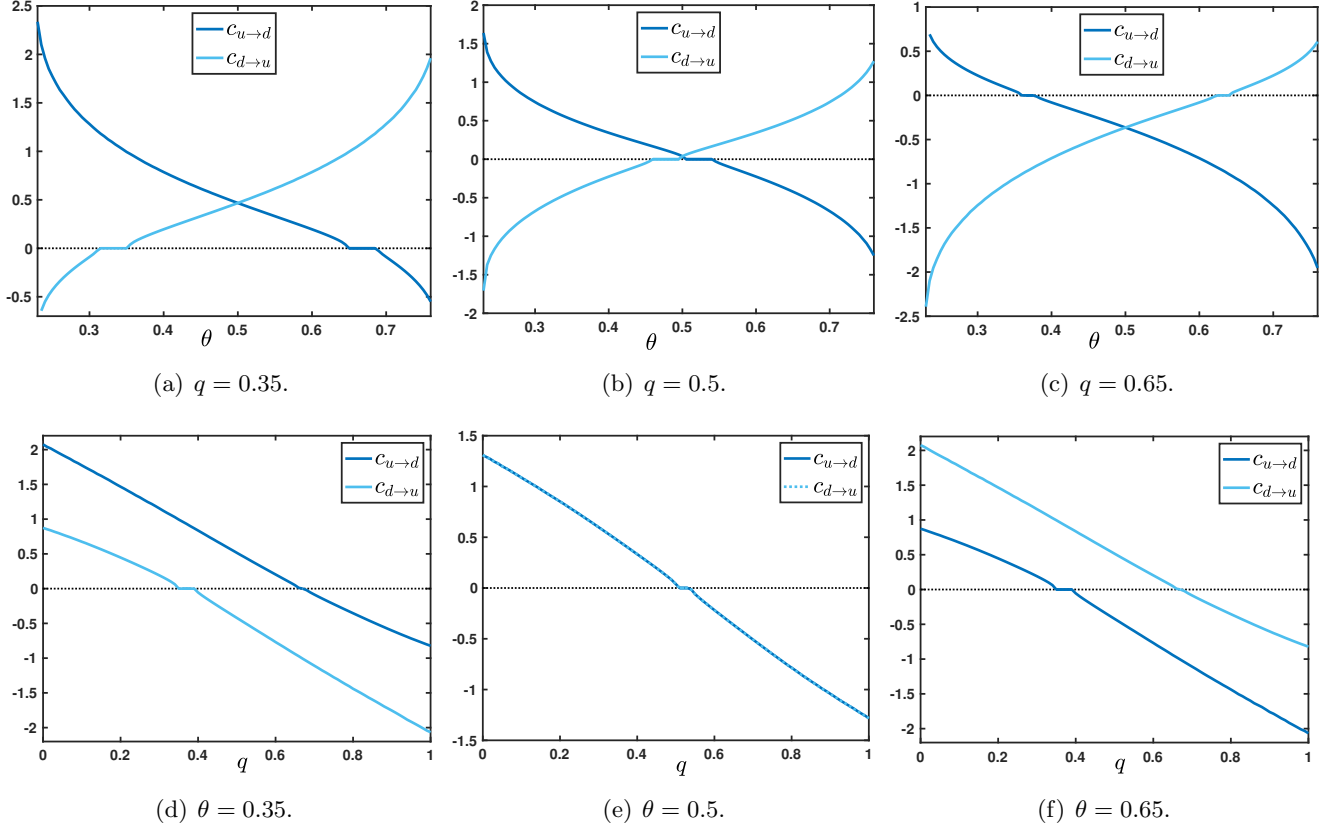 2.5
2
1.5
1
0.5
0
-0.5
0.3 0.4 0.5 0.6 0.7
θ
c_{u→d}
c_{d→u}
(a) q = 0.35.
2
1.5
1
0.5
0
-0.5
-1
-1.5
-2
0.3 0.4 0.5 0.6 0.7
θ
c_{u→d}
c_{d→u}
(b) q = 0.5.
1
0.5
0
-0.5
-1
-1.5
-2
-2.5
0.3 0.4 0.5 0.6 0.7
θ
c_{u→d}
c_{d→u}
(c) q = 0.65.
2
1.5
1
0.5
0
-0.5
-1
-1.5
-2
0 0.2 0.4 0.6 0.8 1
q
c_{u→d}
c_{d→u}
(d) θ = 0.35.
1.5
1
0.5
0
-0.5
-1
-1.5
0 0.2 0.4 0.6 0.8 1
q
c_{u→d}
c_{d→u}
(e) θ = 0.5.
2
1.5
1
0.5
0
-0.5
-1
-1.5
-2
0 0.2 0.4 0.6 0.8 1
q
c_{u→d}
c_{d→u}
(f) θ = 0.65.